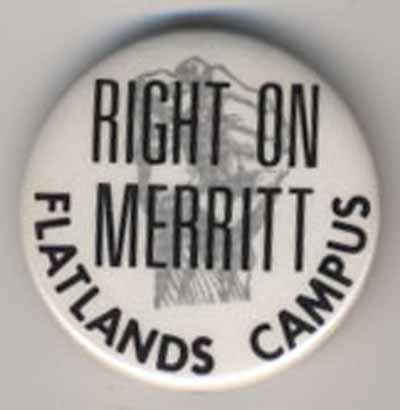 RIGHT ON
MERRITT
FLATLANDS CAMPUS